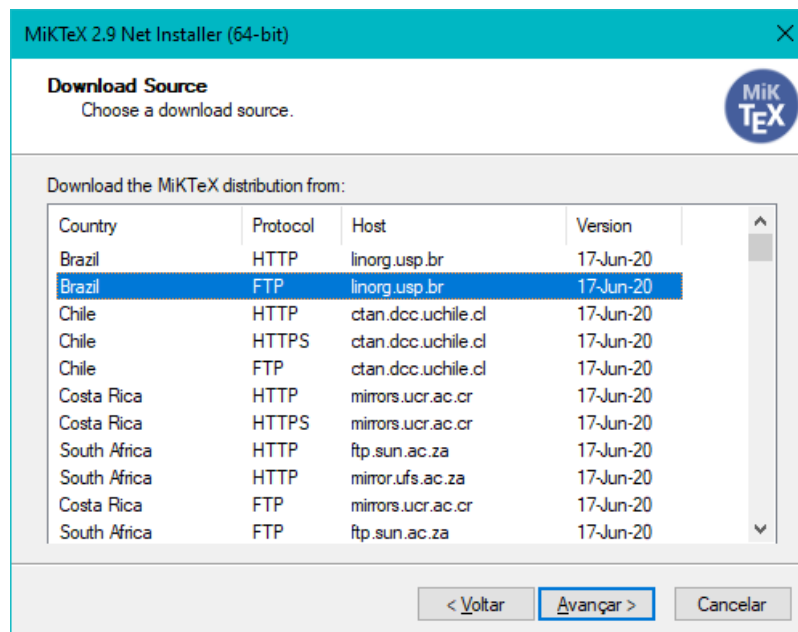 MiKTeX 2.9 Net Installer (64-bit)
Download Source
Choose a download source.
MiK
TEX
Download the MiKTeX distribution from:
Country Protocol Host Version
Brazil HTTP linorg.usp.br 17-Jun-20
Brazil FTP linorg.usp.br 17-Jun-20
Chile HTTP ctan.dcc.uchile.cl 17-Jun-20
Chile HTTPS ctan.dcc.uchile.cl 17-Jun-20
Chile FTP ctan.dcc.uchile.cl 17-Jun-20
Costa Rica HTTP mirrors.ucr.ac.cr 17-Jun-20
Costa Rica HTTPS mirrors.ucr.ac.cr 17-Jun-20
South Africa HTTP ftp.sun.ac.za 17-Jun-20
South Africa HTTP mirror.ufs.ac.za 17-Jun-20
Costa Rica FTP mirrors.ucr.ac.cr 17-Jun-20
South Africa FTP ftp.sun.ac.za 17-Jun-20
< Voltar Avançar > Cancelar